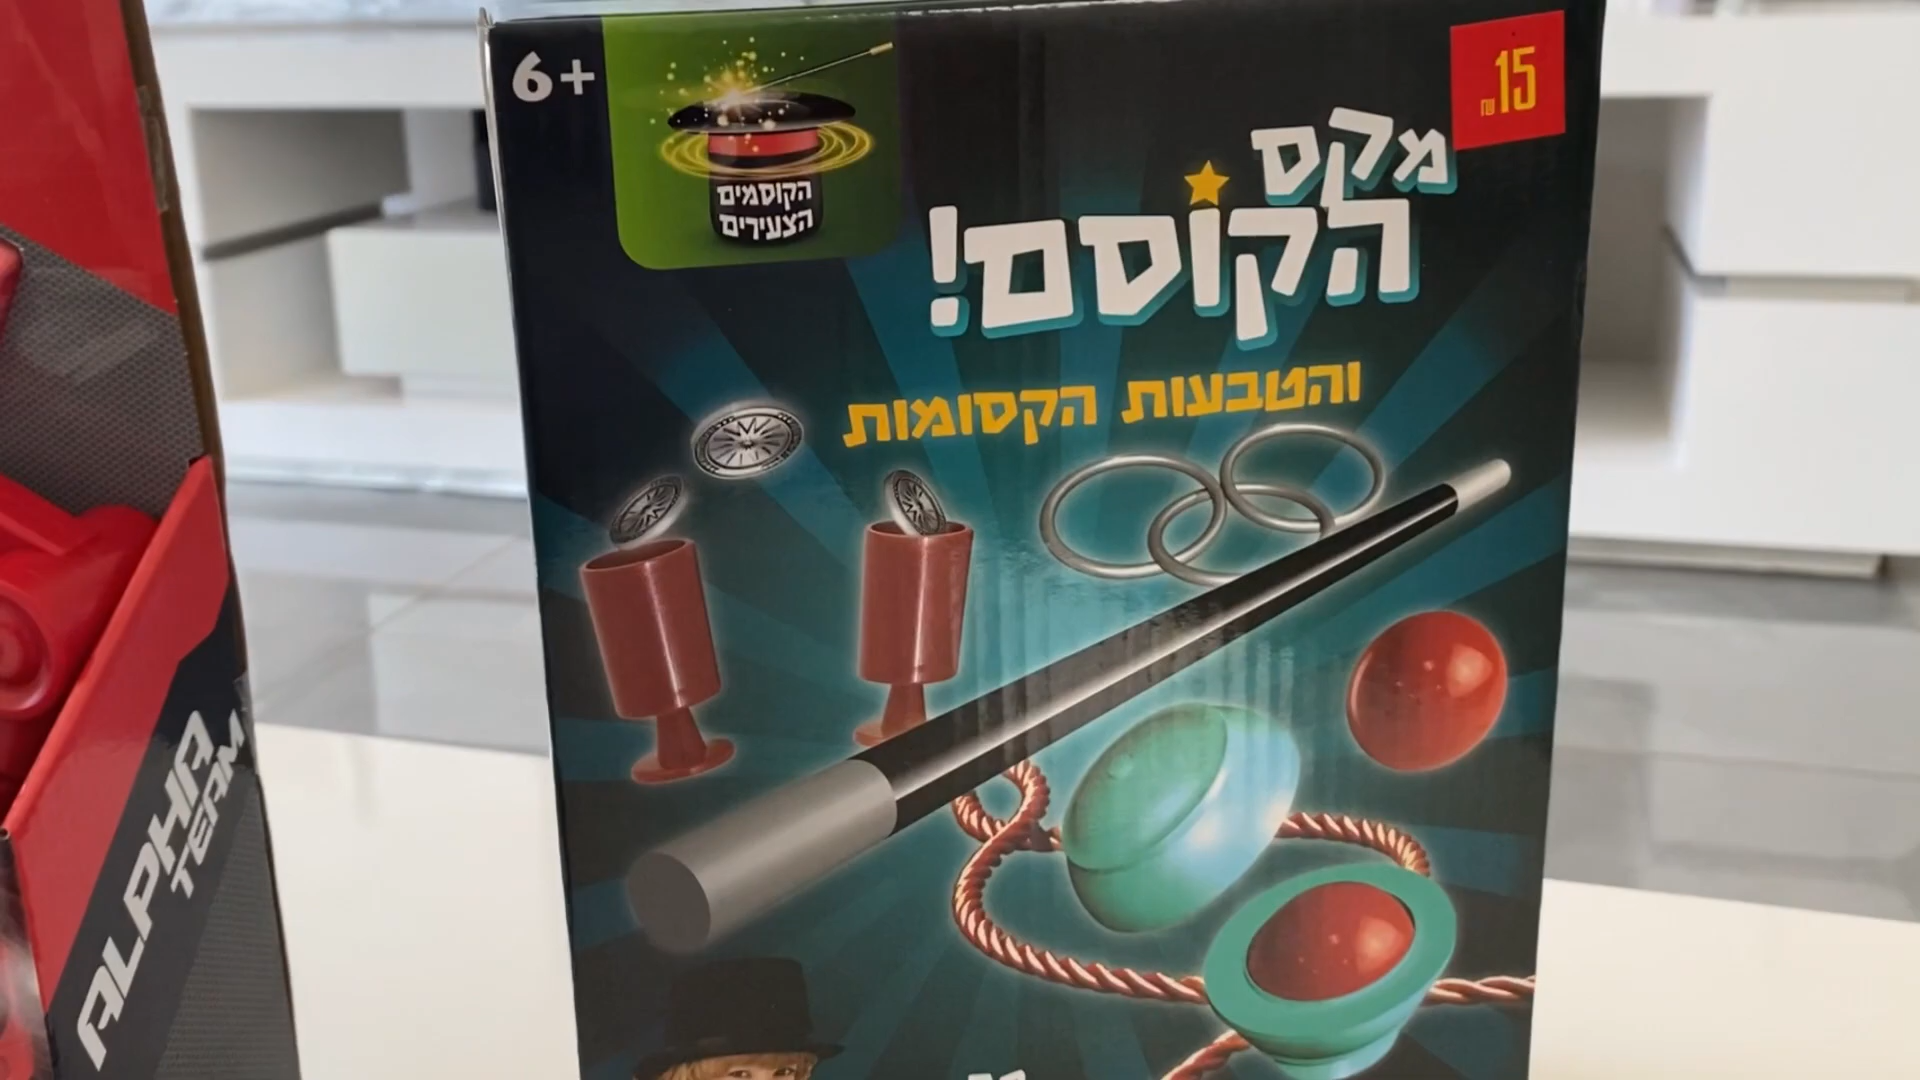 6+
הקוסמים
הצעירים
15 ש"ח
מקס
הקוסם!
והטבעות הקסומות
ALPHA
TEAM